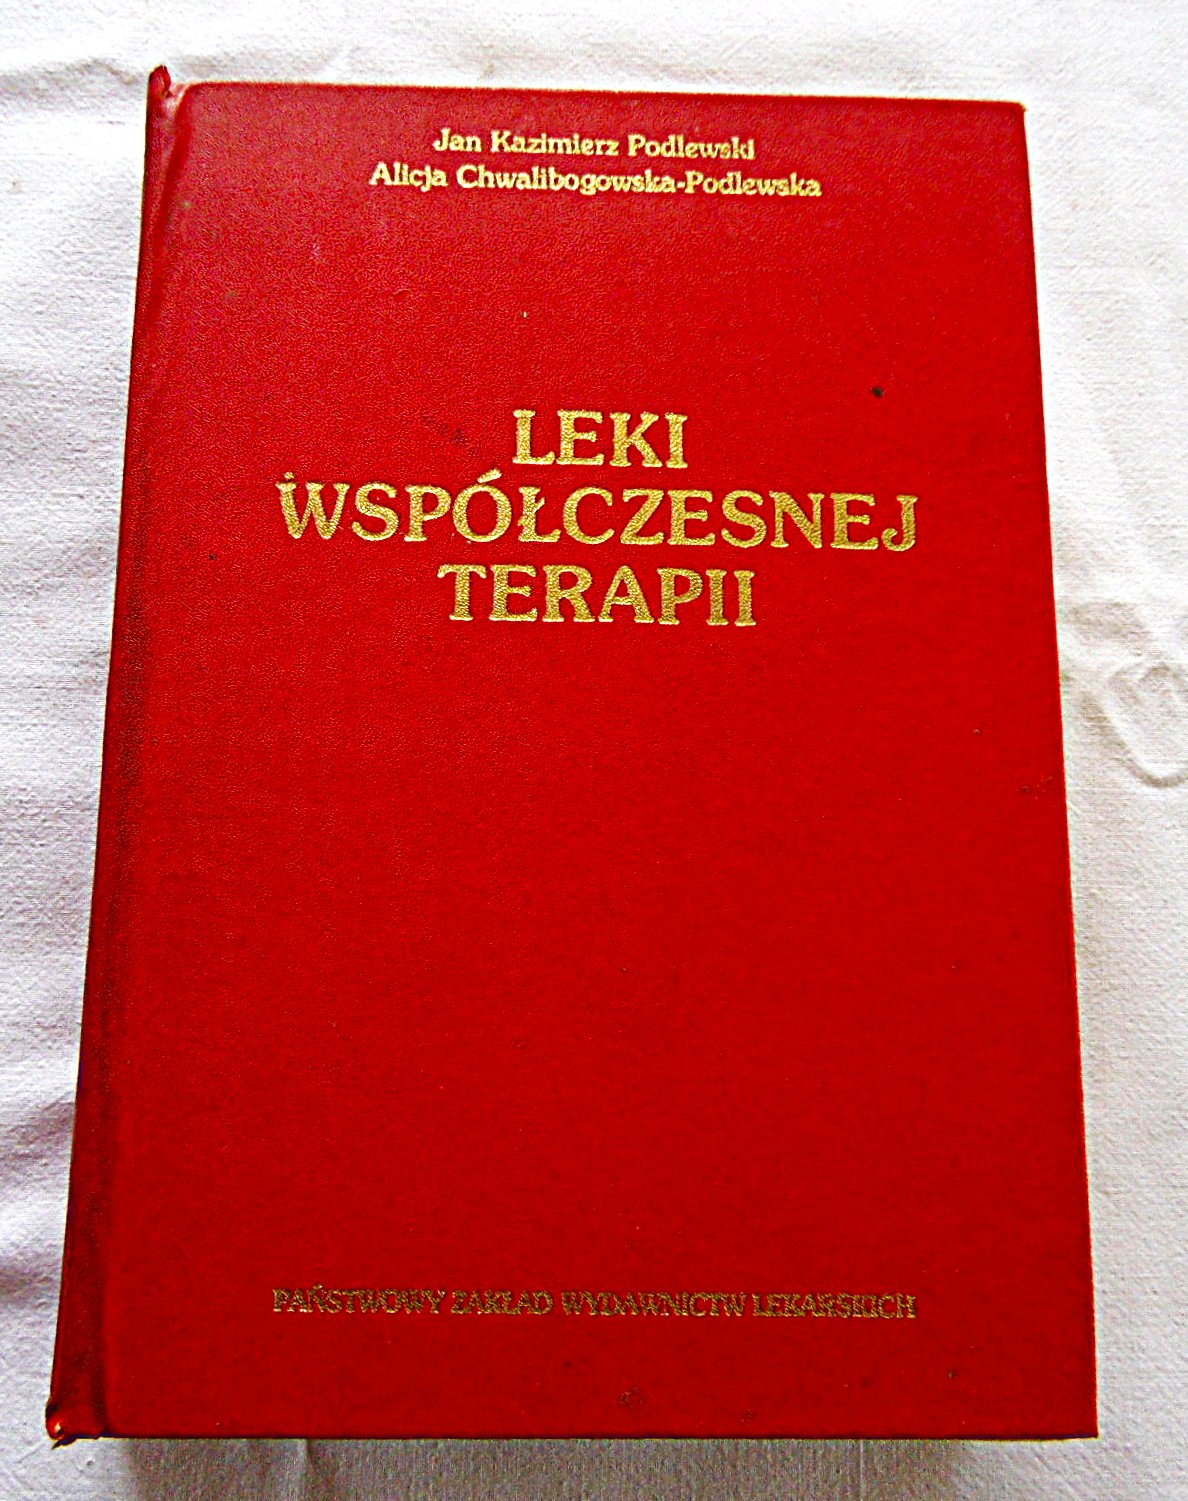 Jan Kazimierz Podlewski
Alicja Chwalibogowska-Podlewska
LEKI
WSPÓŁCZESNEJ
TERAPII
PAŃSTWOWY ZAKŁAD WYDAWNICTW LEKARSKICH